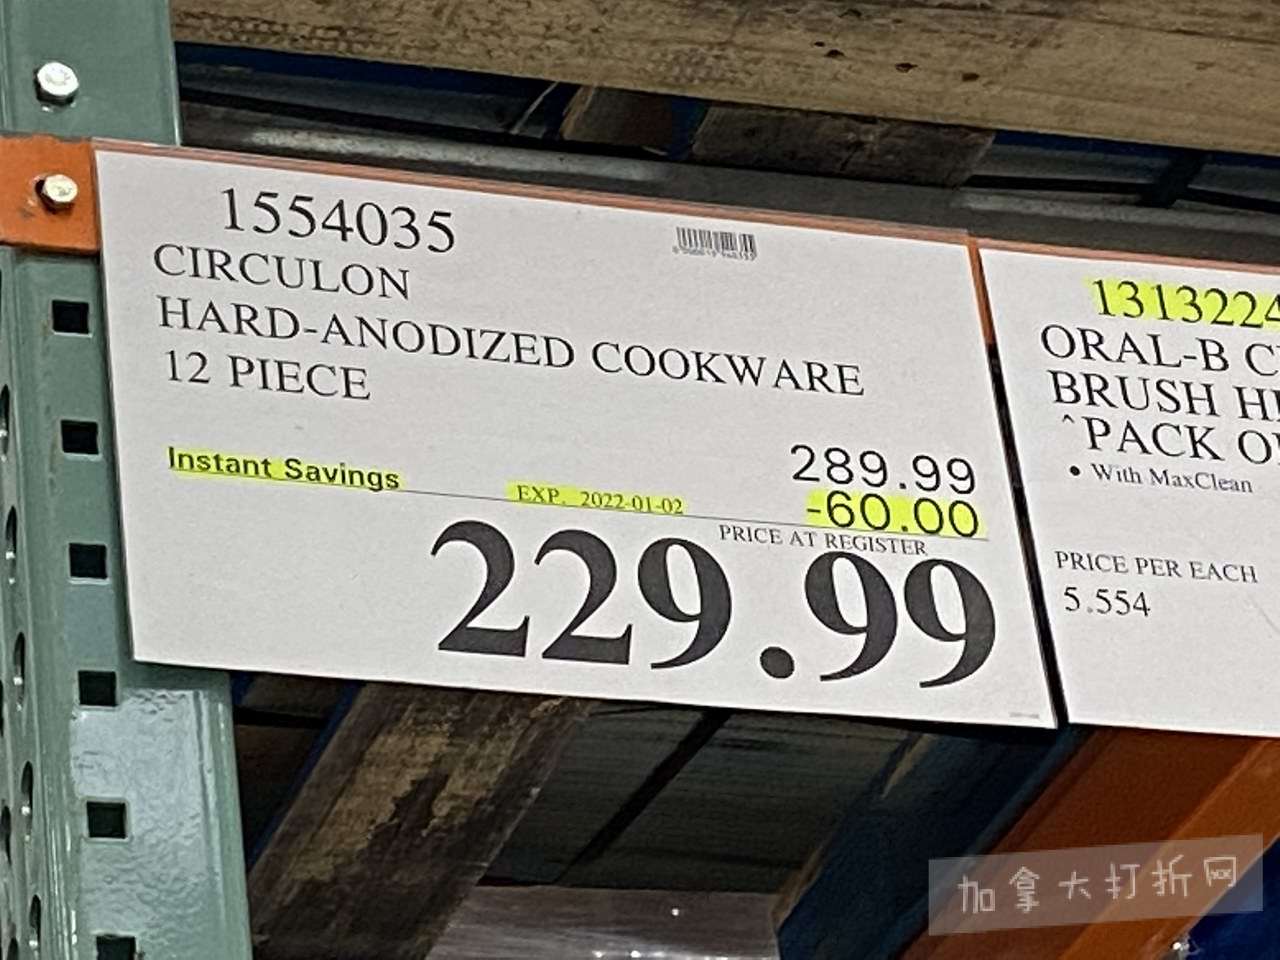 1554035
CIRCULON
HARD-ANODIZED COOKWARE
12 PIECE
289.99
Instant Savings EXP. 2022-01-02 -60.00
PRICE AT REGISTER
229.99
1313224
ORAL-B C
BRUSH H
^PACK O
• With MaxClean
PRICE PER EACH
5.554
加拿大打折网